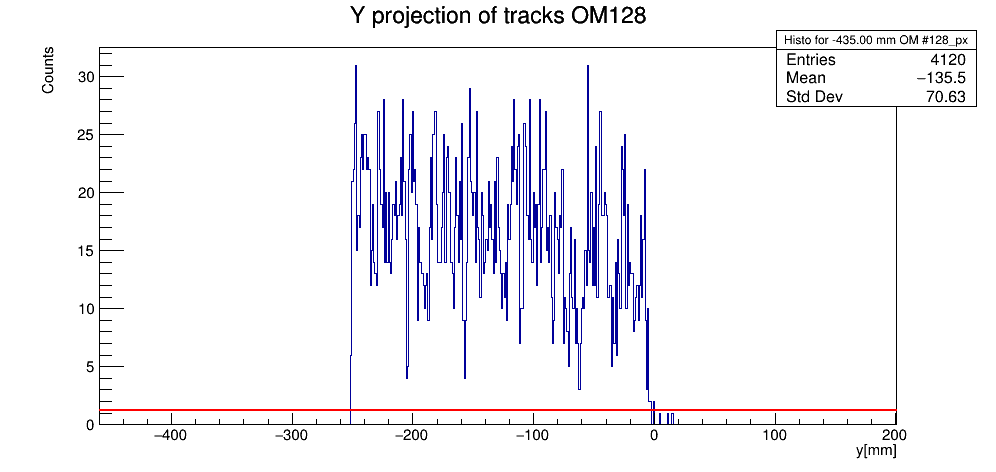 Y projection of tracks OM128
Histo for -435.00 mm OM #128_px
Entries 4120
Mean −135.5
Std Dev 70.63
Counts
30
25
20
15
10
5
0
−400 −300 −200 −100 0 100 200
y[mm]